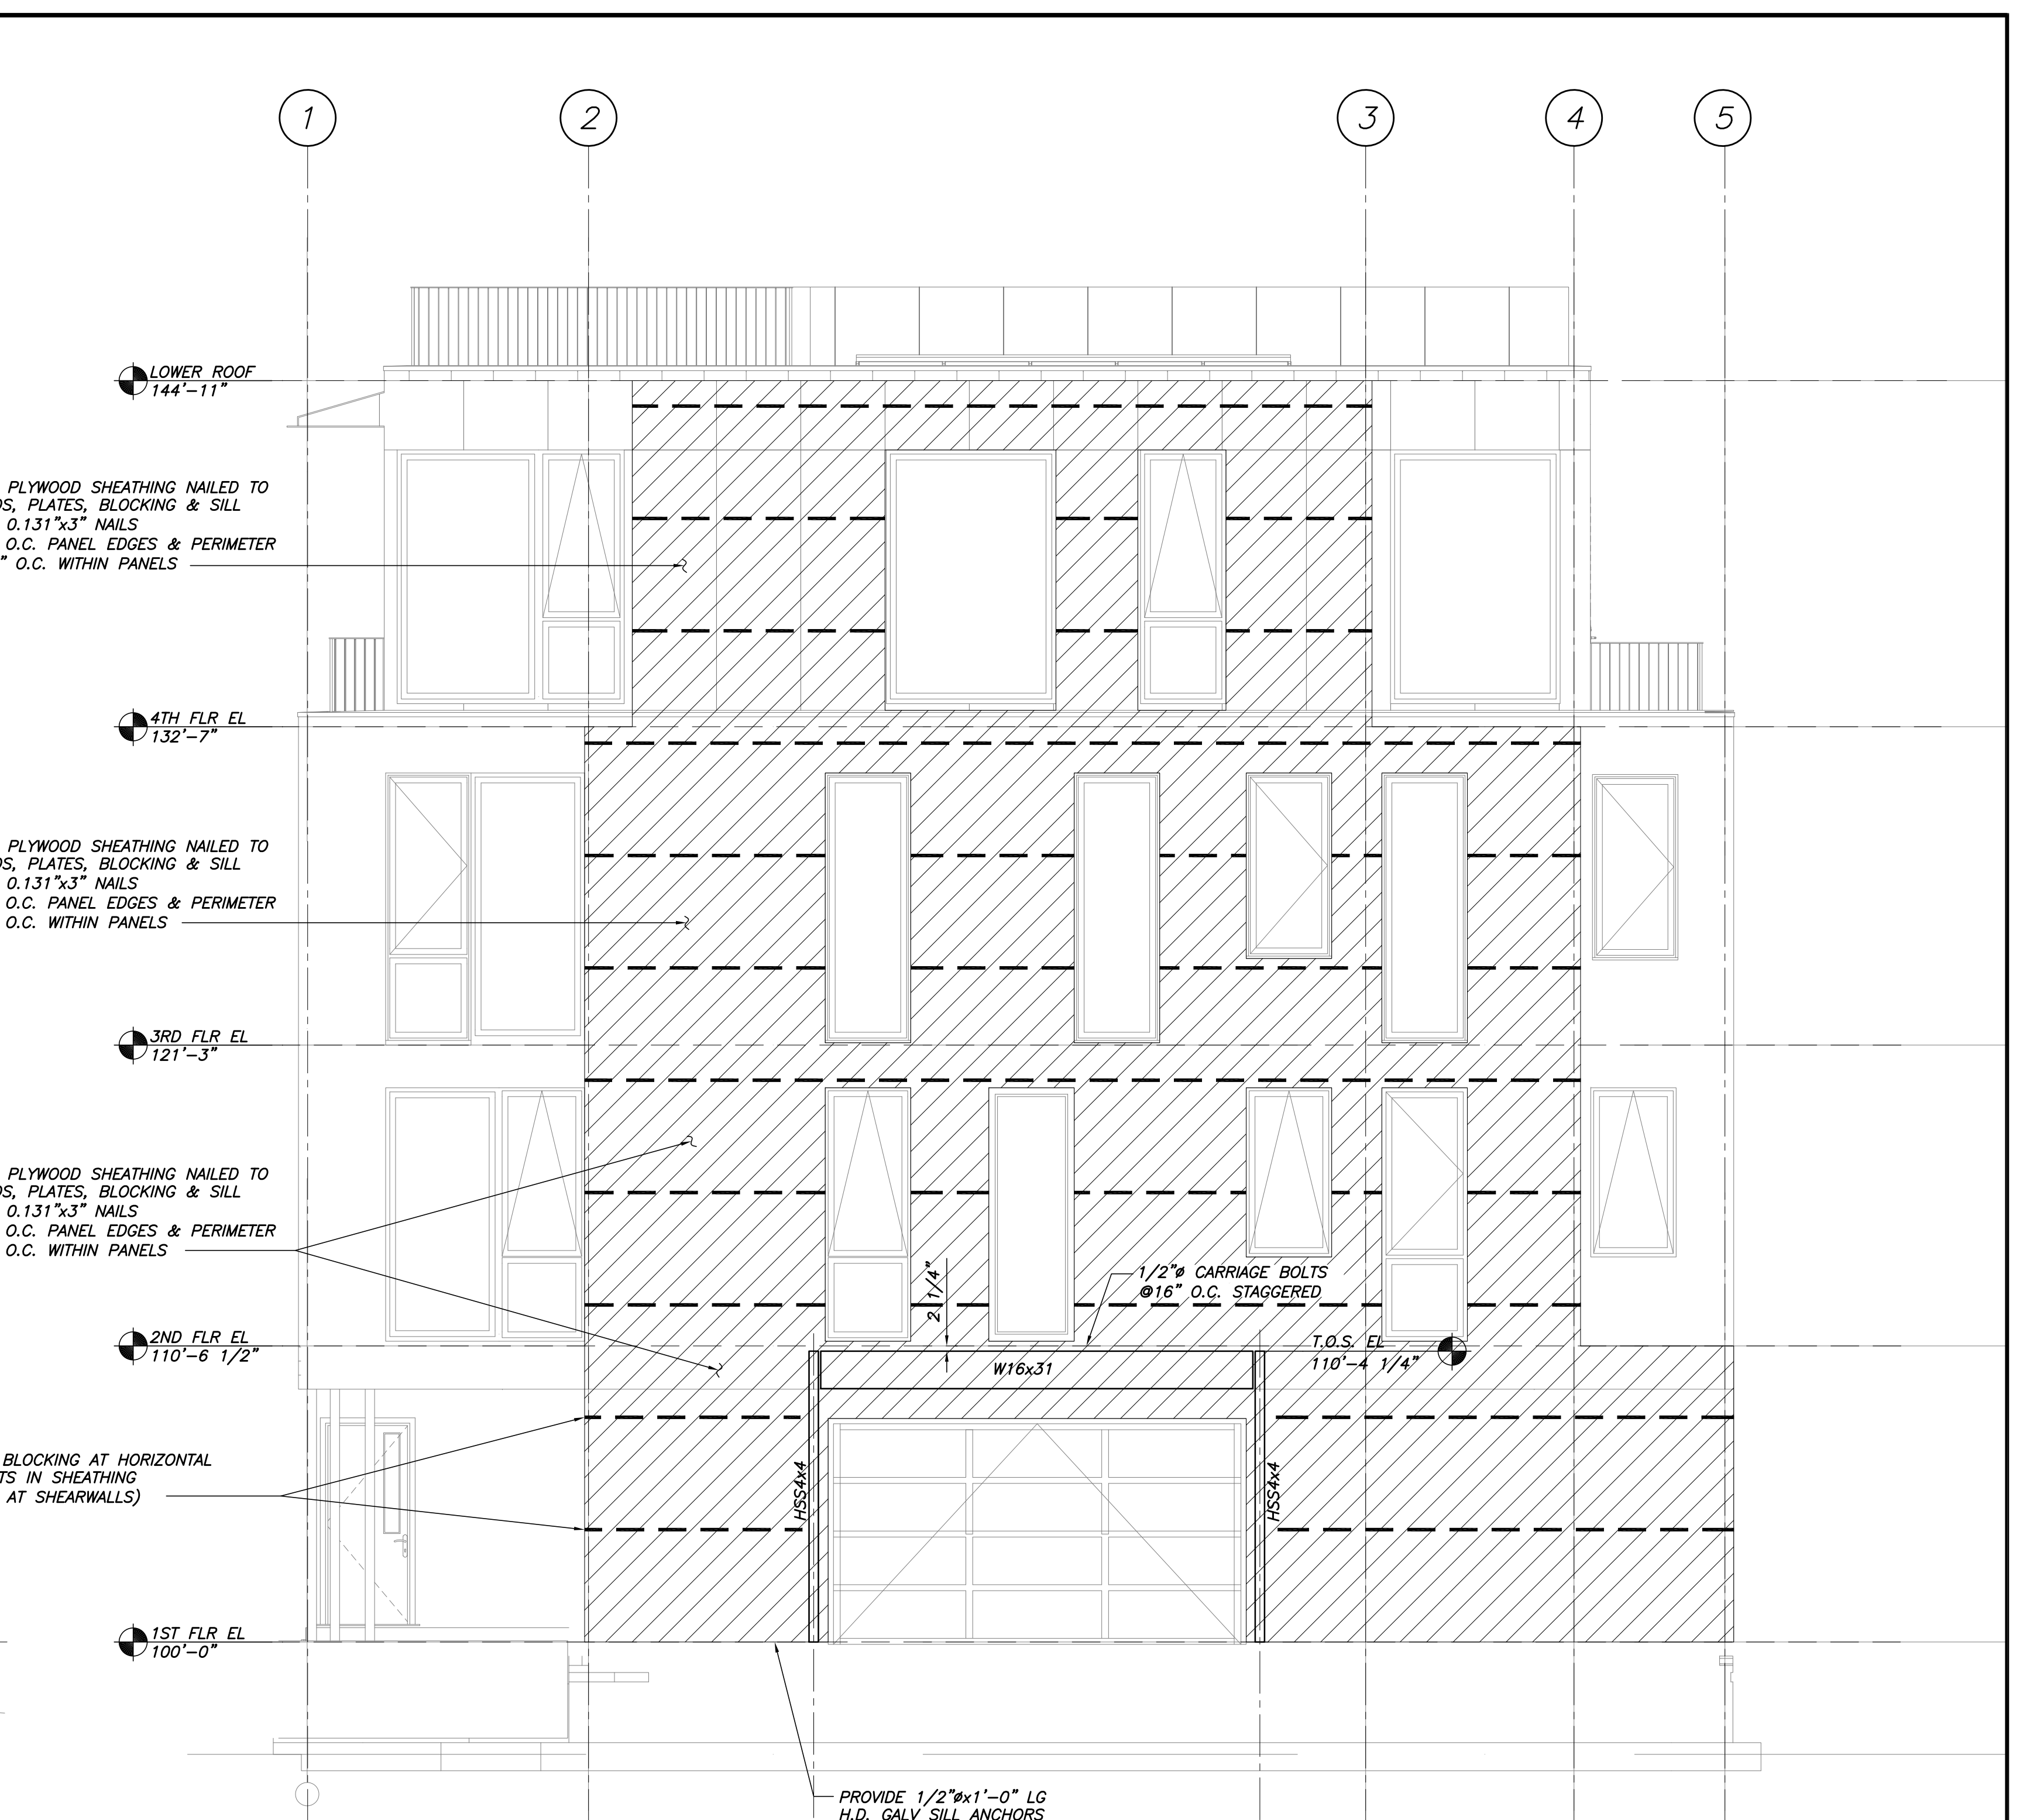 1
2
3
4
5
LOWER ROOF
144'-11"
PLYWOOD SHEATHING NAILED TO
PLATES, BLOCKING & SILL
0.131"x3" NAILS
O.C. PANEL EDGES & PERIMETER
O.C. WITHIN PANELS
4TH FLR EL
132'-7"
PLYWOOD SHEATHING NAILED TO
PLATES, BLOCKING & SILL
0.131"x3" NAILS
O.C. PANEL EDGES & PERIMETER
O.C. WITHIN PANELS
3RD FLR EL
121'-3"
PLYWOOD SHEATHING NAILED TO
PLATES, BLOCKING & SILL
0.131"x3" NAILS
O.C. PANEL EDGES & PERIMETER
O.C. WITHIN PANELS
2 1/4"
1/2"ø CARRIAGE BOLTS
@16" O.C. STAGGERED
2ND FLR EL
110'-6 1/2"
T.O.S. EL
110'-4 1/4"
W16x31
BLOCKING AT HORIZONTAL
IN SHEATHING
AT SHEARWALLS)
HSS4x4
HSS4x4
1ST FLR EL
100'-0"
PROVIDE 1/2"øx1'-0" LG
H.D. GALV SILL ANCHORS